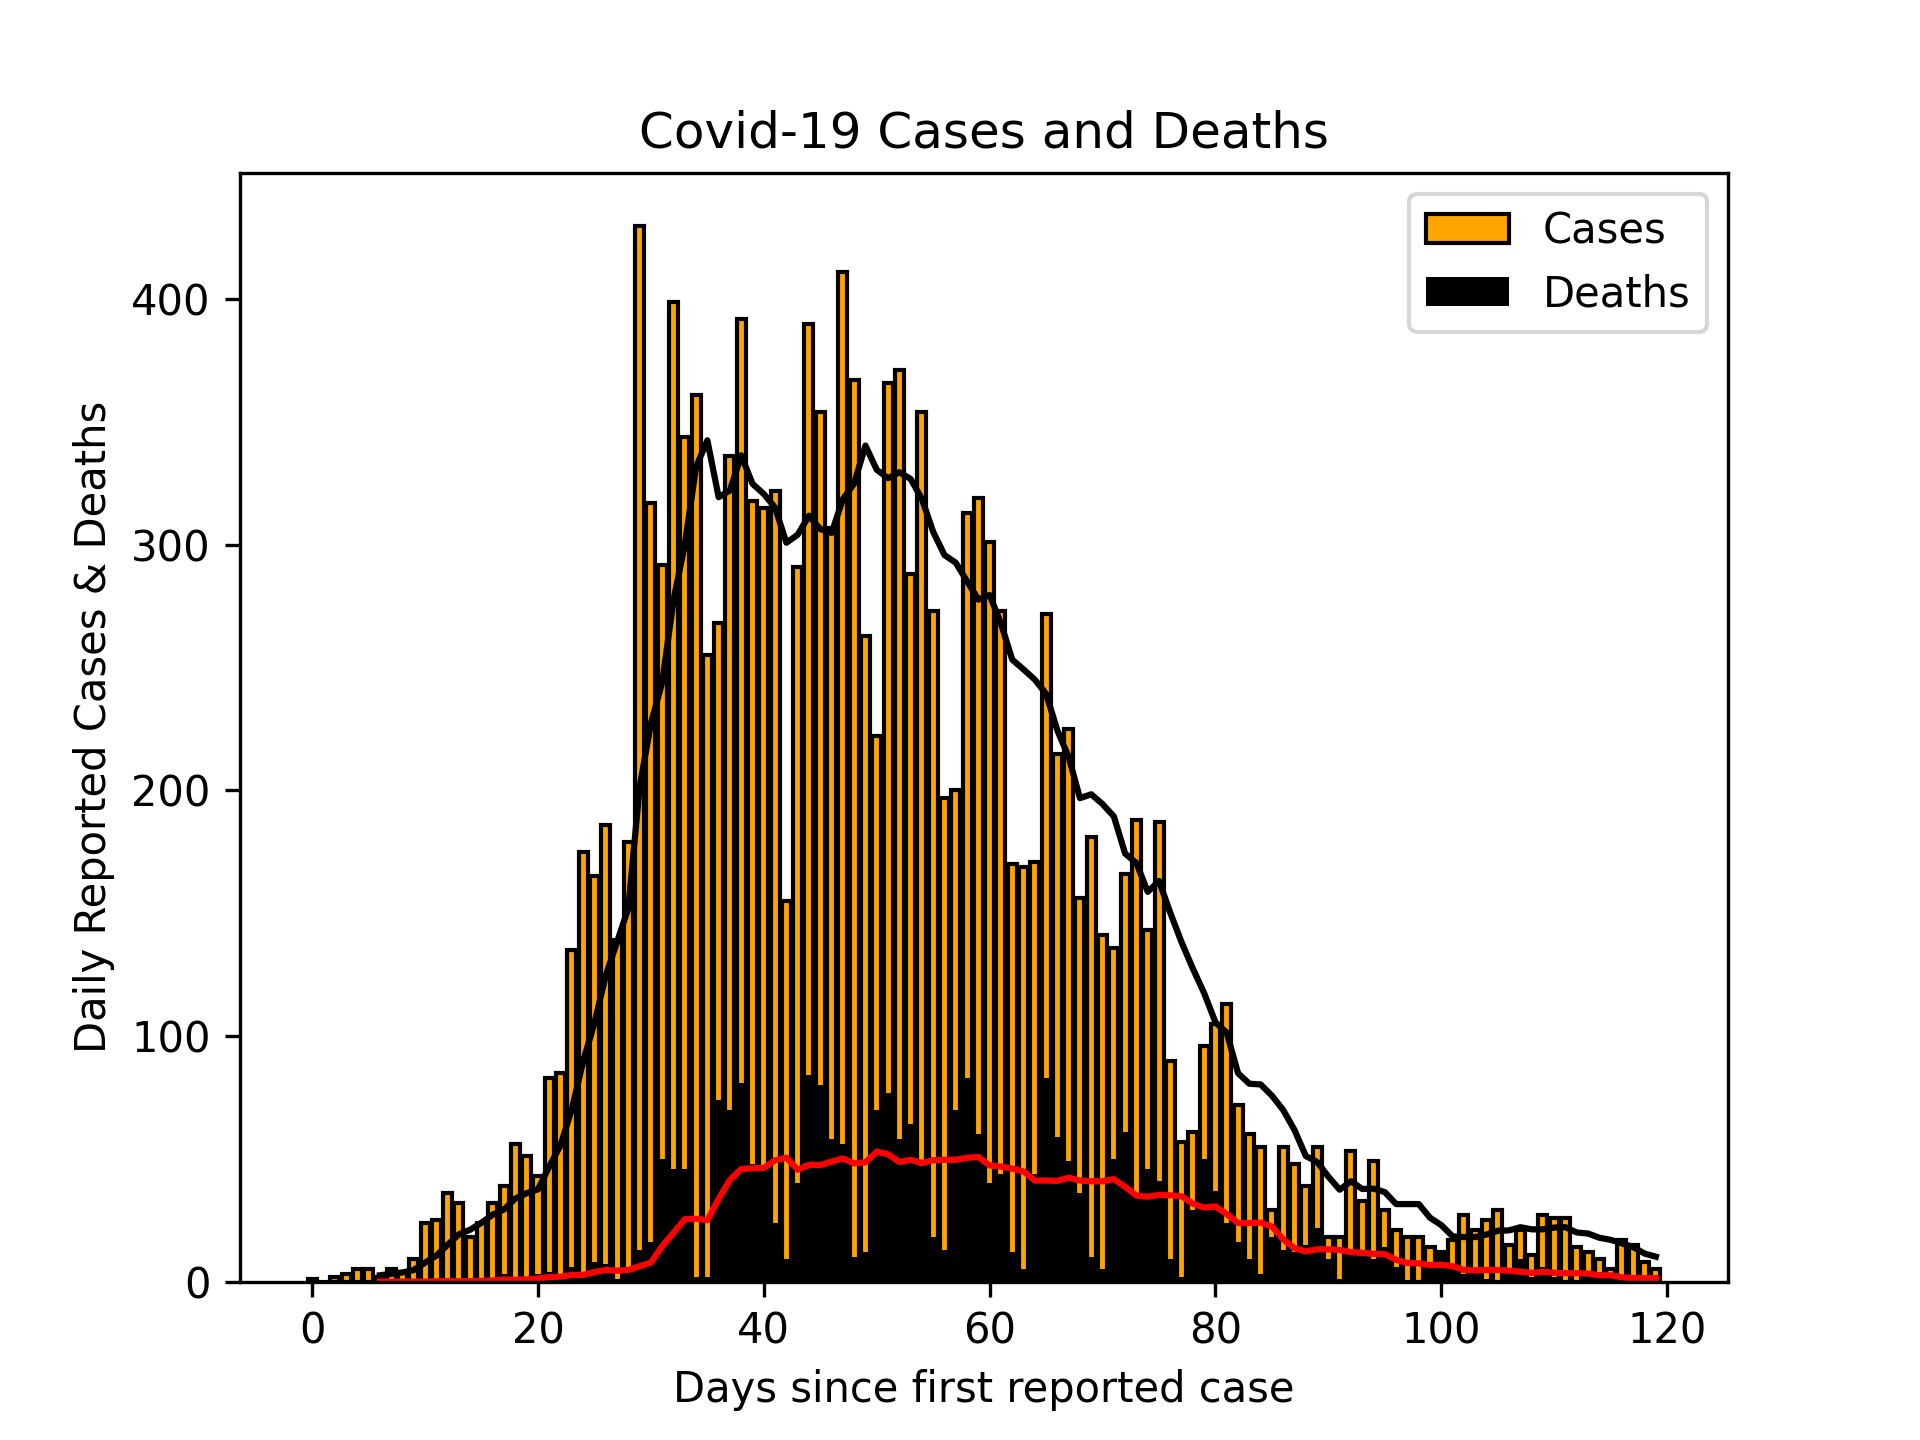 Covid-19 Cases and Deaths
Cases
Deaths
400
300
200
100
0
Daily Reported Cases & Deaths
0 20 40 60 80 100 120
Days since first reported case